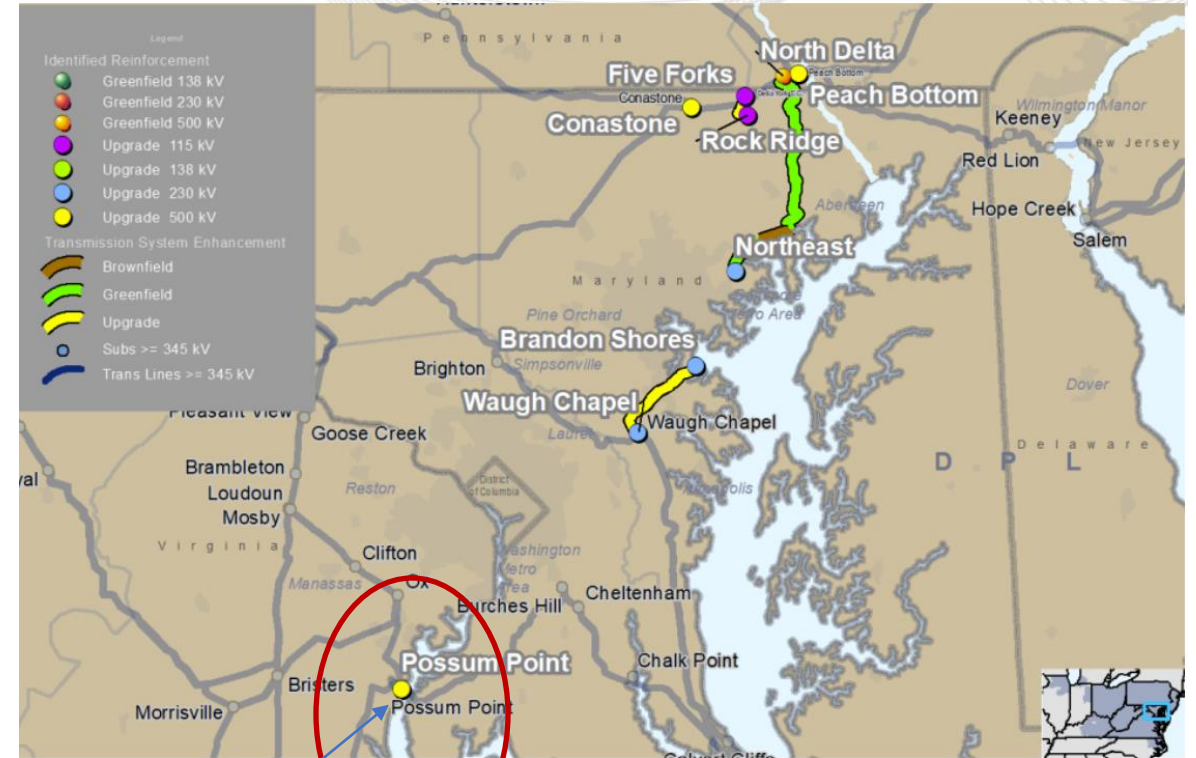 Legend
Identified Reinforcement
Greenfield 138 kV
Greenfield 230 kV
Greenfield 500 kV
Upgrade 115 kV
Upgrade 138 kV
Upgrade 230 kV
Upgrade 500 kV
Transmission System Enhancement
Brownfield
Greenfield
Upgrade
Subs >= 345 kV
Trans Lines >= 345 kV
Pennsylvania
North Delta
Peach Bottom
Five Forks
Peach Bottom
Conastone
Conastone
Rock Ridge
Wilmington Manor
Keeney
New Jersey
Red Lion
Aberdeen
Hope Creek
Salem
Northeast
Maryland
Pine Orchard
Brandon Shores
Brighton
Simpsonville
Dover
Waugh Chapel
Waugh Chapel
Pleasant View
Goose Creek
Laurel
Delaware
DPL
Brambleton
Reston
District
of Columbia
Loudoun
Mosby
Virginia
Clifton
Washington
Metro
Area
Manassas
Ox
Burches Hill
Cheltenham
Possum Point
Chalk Point
Bristers
Possum Point
Morrisville
Calvert Cliffs